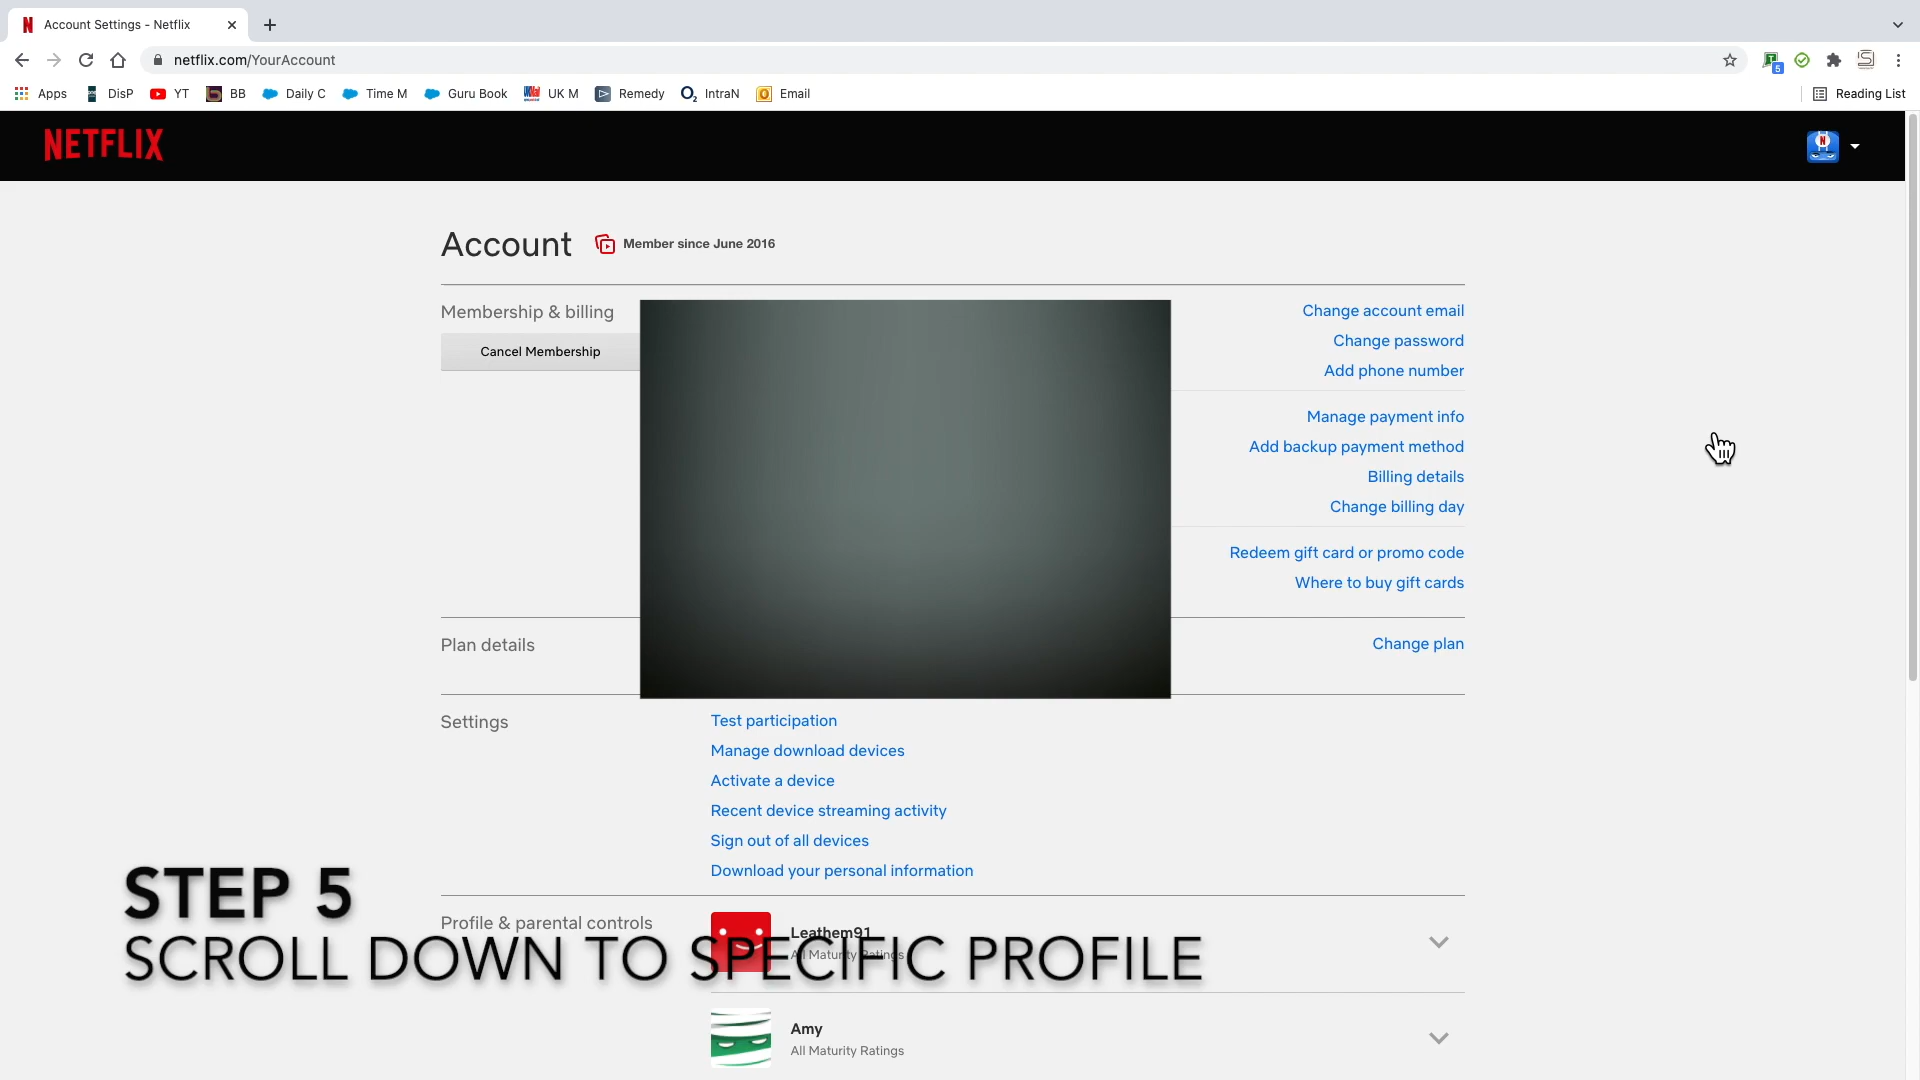 Account Settings - Netflix
netflix.com/YourAccount
5
Apps DisP YT BB Daily C Time M Guru Book UK M Remedy IntraN Email Reading List
NETFLIX
Account Member since June 2016
Membership & billing
Cancel Membership
Change account email
Change password
Add phone number
Manage payment info
Add backup payment method
Billing details
Change billing day
Redeem gift card or promo code
Where to buy gift cards
Plan details
Change plan
Settings
Test participation
Manage download devices
Activate a device
Recent device streaming activity
Sign out of all devices
Download your personal information
Profile & parental controls
Leathem91
All Maturity Ratings
STEP 5
SCROLL DOWN TO SPECIFIC PROFILE
Amy
All Maturity Ratings